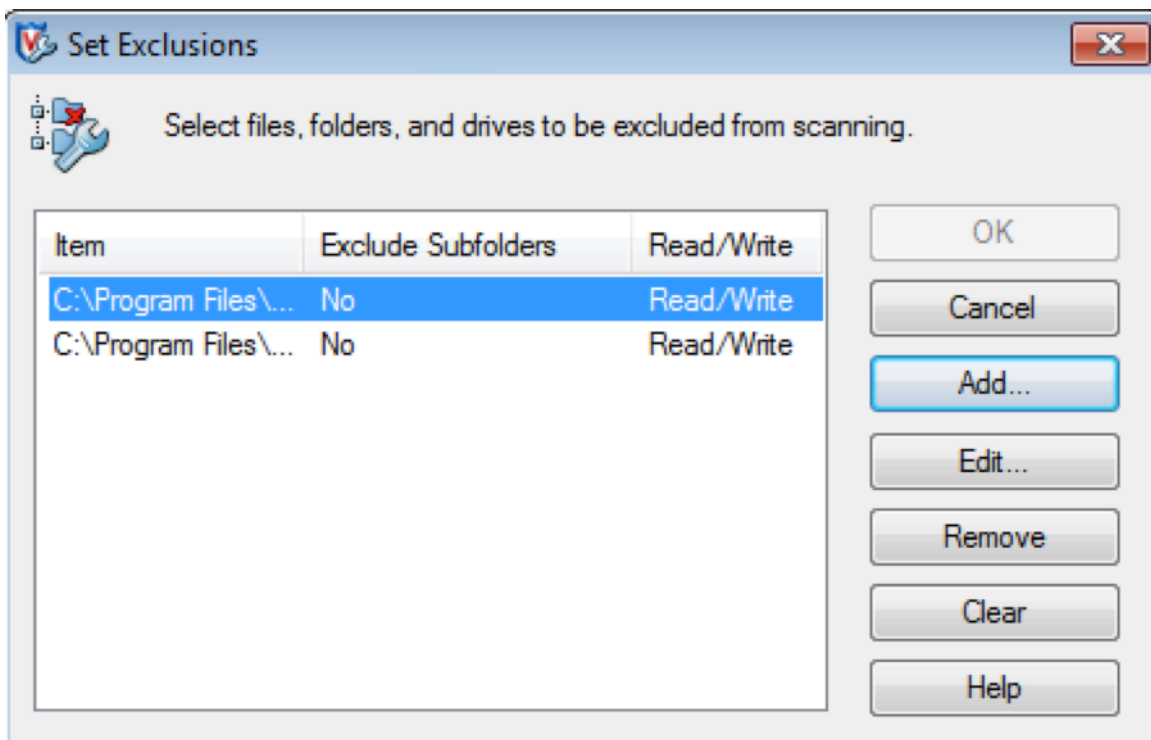 Set Exclusions
Select files, folders, and drives to be excluded from scanning.
Item Exclude Subfolders Read/Write
C:\Program Files\... No Read/Write
C:\Program Files\... No Read/Write
OK
Cancel
Add...
Edit...
Remove
Clear
Help